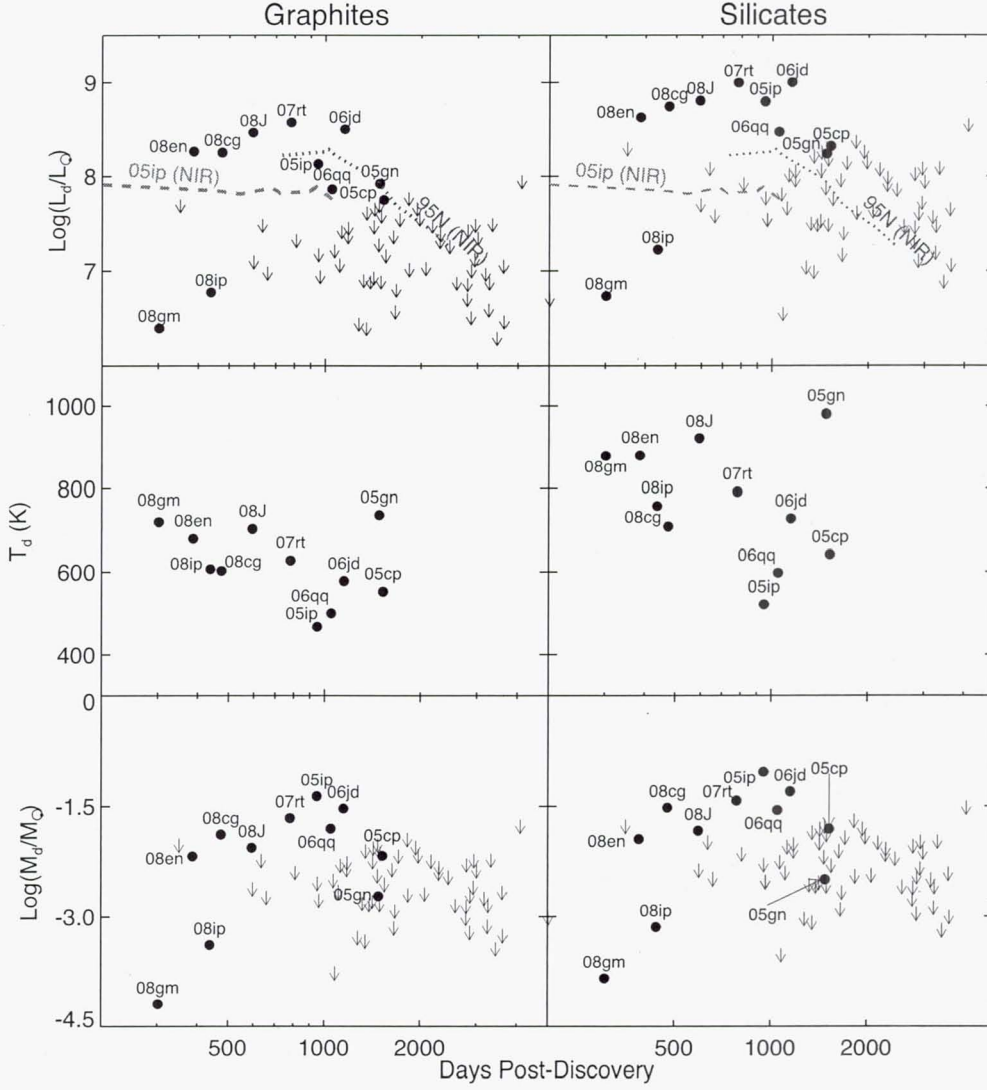 Graphites
Silicates
Log(L_d/L_☉)
9
8
7
08en
08cg
08J
07rt
06jd
05ip
06qq
05gn
05cp
05ip (NIR)
95N (NIR)
08ip
08gm
08en
08cg
08J
07rt
06jd
05ip
06qq
05gn
05cp
05ip (NIR)
95N (NIR)
08ip
08gm
T_d (K)
1000
800
600
400
08gm
08en
08J
08ip
08cg
07rt
05gn
06jd
05cp
06qq
05ip
05gn
08J
08en
08gm
08ip
08cg
07rt
06jd
05cp
06qq
05ip
Log(M_d/M_☉)
0
-1.5
-3.0
-4.5
05ip
07rt
06jd
08cg
08J
06qq
05cp
08en
05gn
08ip
08gm
05cp
05ip
06jd
08cg
07rt
08J
06qq
08en
05gn
08ip
08gm
500
1000
2000
500
1000
2000
Days Post-Discovery